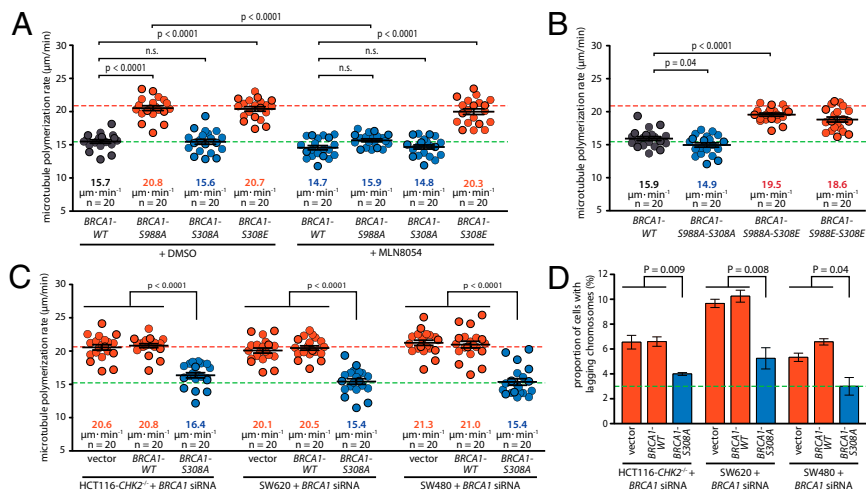 A
p < 0.0001
n.s.
p < 0.0001
p < 0.0001
n.s.
n.s.
p < 0.0001
n.s.
microtubule polymerization rate (µm/min)
30
25
20
15
10
5
15.7 20.8 15.6 20.7 14.7 15.9 14.8 20.3
µm·min⁻¹ µm·min⁻¹ µm·min⁻¹ µm·min⁻¹ µm·min⁻¹ µm·min⁻¹ µm·min⁻¹ µm·min⁻¹
n = 20 n = 20 n = 20 n = 20 n = 20 n = 20 n = 20 n = 20
BRCA1- BRCA1- BRCA1- BRCA1- BRCA1- BRCA1- BRCA1- BRCA1-
WT S988A S308A S308E WT S988A S308A S308E
+ DMSO + MLN8054
B
p < 0.0001
p = 0.04
microtubule polymerization rate (µm/min)
30
25
20
15
10
5
15.9 14.9 19.5 18.6
µm·min⁻¹ µm·min⁻¹ µm·min⁻¹ µm·min⁻¹
n = 20 n = 20 n = 20 n = 20
BRCA1- BRCA1- BRCA1- BRCA1-
WT S988A-S308A S988A-S308E S988E-S308E
C
p < 0.0001 p < 0.0001 p < 0.0001
microtubule polymerization rate (µm/min)
30
25
20
15
10
5
20.6 20.8 16.4 20.1 20.5 15.4 21.3 21.0 15.4
µm·min⁻¹ µm·min⁻¹ µm·min⁻¹ µm·min⁻¹ µm·min⁻¹ µm·min⁻¹ µm·min⁻¹ µm·min⁻¹ µm·min⁻¹
n = 20 n = 20 n = 20 n = 20 n = 20 n = 20 n = 20 n = 20 n = 20
vector BRCA1- BRCA1- vector BRCA1- BRCA1- vector BRCA1- BRCA1-
WT S308A WT S308A WT S308A
HCT116-CHK2⁻/⁻ + BRCA1 siRNA SW620 + BRCA1 siRNA SW480 + BRCA1 siRNA
D
P = 0.009 P = 0.008 P = 0.04
proportion of cells with
lagging chromosomes (%)
12
10
8
6
4
2
0
vector
BRCA1-WT
BRCA1-
S308A
vector
BRCA1-WT
BRCA1-
S308A
vector
BRCA1-WT
BRCA1-
S308A
HCT116-CHK2⁻/⁻ + SW620 + SW480 +
BRCA1 siRNA BRCA1 siRNA BRCA1 siRNA